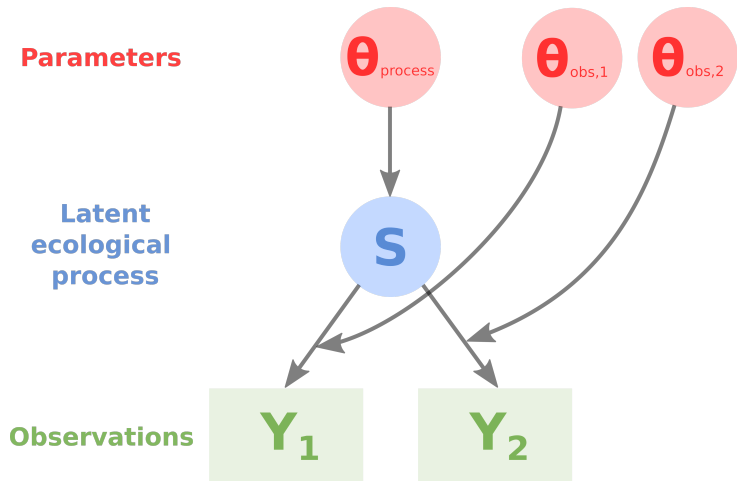 Parameters
θprocess
θobs,1
θobs,2
Latent
ecological
process
S
Observations
Y1
Y2